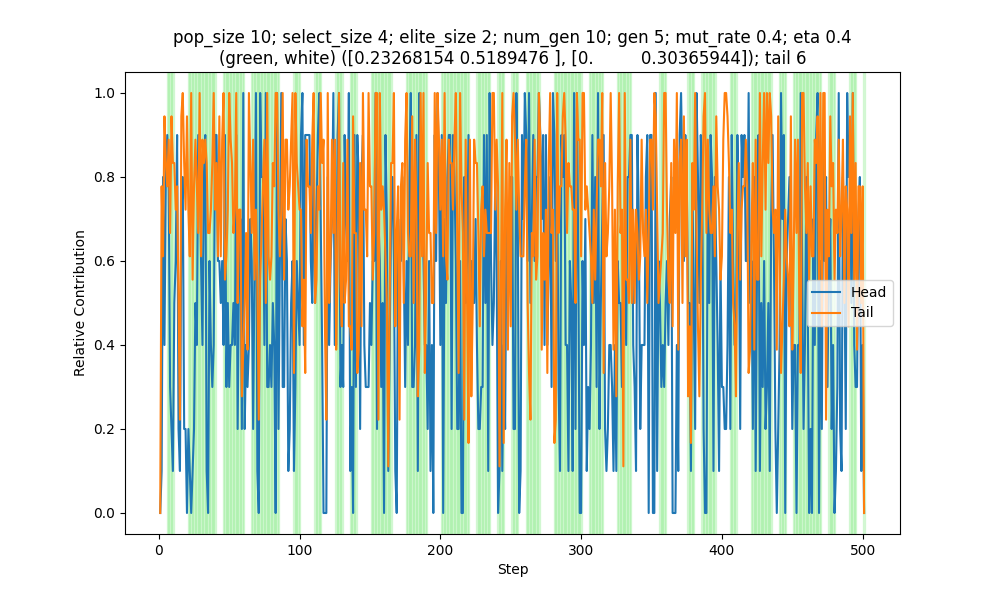 pop_size 10; select_size 4; elite_size 2; num_gen 10; gen 5; mut_rate 0.4; eta 0.4
(green, white) ([0.23268154 0.5189476 ], [0.         0.30365944]); tail 6
1.0
0.8
0.6
0.4
0.2
0.0
Relative Contribution
Head
Tail
0
100
200
300
400
500
Step